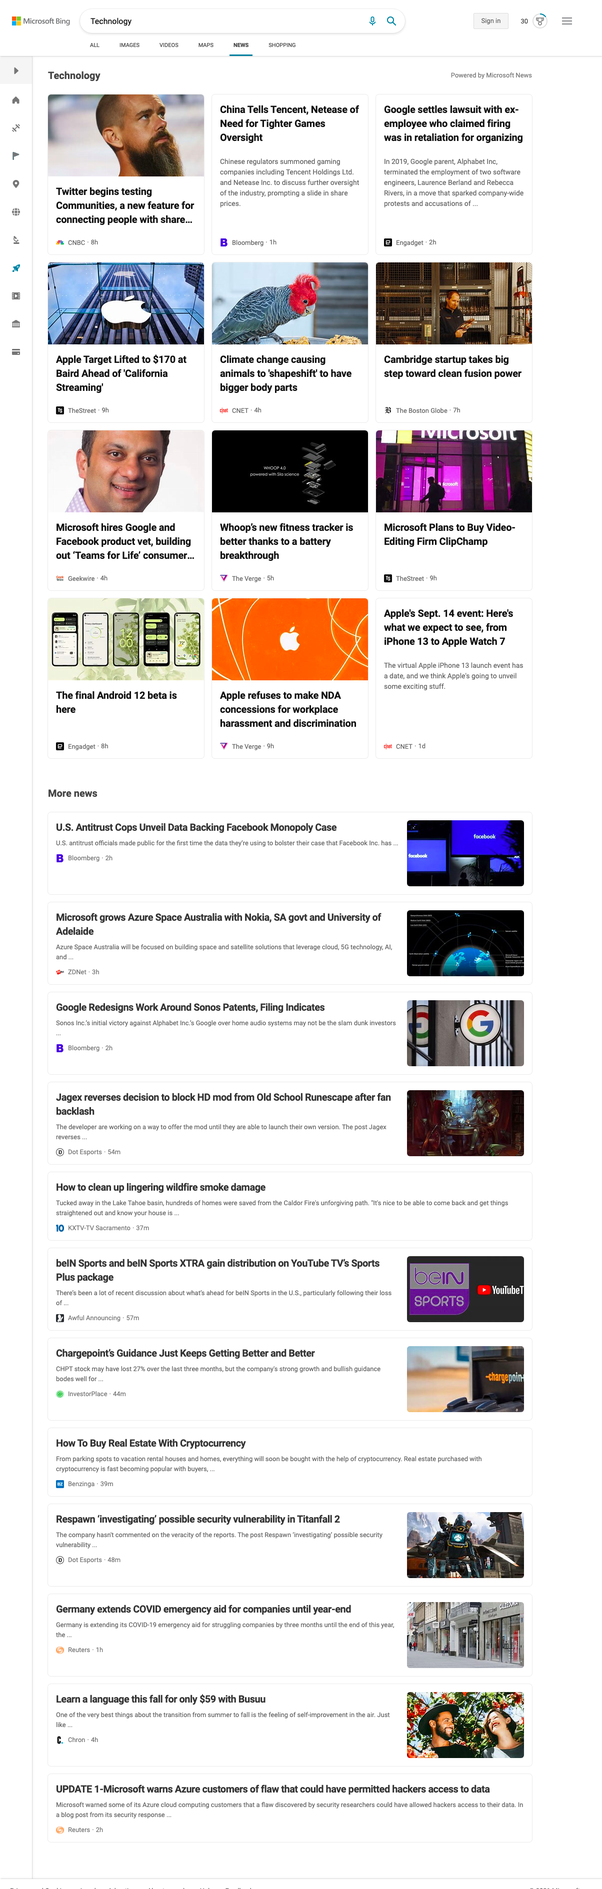 Microsoft Bing
Technology
Sign in
30
ALL
IMAGES
VIDEOS
MAPS
NEWS
SHOPPING
Technology
Powered by Microsoft News
Twitter begins testing
Communities, a new feature for
connecting people with share...
CNBC · 8h
China Tells Tencent, Netease of
Need for Tighter Games
Oversight
Chinese regulators summoned gaming
companies including Tencent Holdings Ltd.
and Netease Inc. to discuss further oversight
of the industry, prompting a slide in share
prices.
Bloomberg · 1h
Google settles lawsuit with ex-
employee who claimed firing
was in retaliation for organizing
In 2019, Google parent, Alphabet Inc,
terminated the employment of two software
engineers, Laurence Berland and Rebecca
Rivers, in a move that sparked company-wide
protests and accusations of ...
Engadget · 2h
Apple Target Lifted to $170 at
Baird Ahead of 'California
Streaming'
TheStreet · 9h
Climate change causing
animals to 'shapeshift' to have
bigger body parts
CNET · 4h
Cambridge startup takes big
step toward clean fusion power
The Boston Globe · 7h
Microsoft hires Google and
Facebook product vet, building
out ‘Teams for Life’ consumer...
Geekwire · 4h
WHOOP 4.0
powered with Sila science
Whoop’s new fitness tracker is
better thanks to a battery
breakthrough
The Verge · 5h
Microsoft
Microsoft Plans to Buy Video-
Editing Firm ClipChamp
TheStreet · 9h
The final Android 12 beta is
here
Engadget · 8h
Apple refuses to make NDA
concessions for workplace
harassment and discrimination
The Verge · 9h
Apple's Sept. 14 event: Here's
what we expect to see, from
iPhone 13 to Apple Watch 7
The virtual Apple iPhone 13 launch event has
a date, and we think Apple's going to unveil
some exciting stuff.
CNET · 1d
More news
U.S. Antitrust Cops Unveil Data Backing Facebook Monopoly Case
U.S. antitrust officials made public for the first time the data they're using to bolster their case that Facebook Inc. has ...
Bloomberg · 2h
facebook
facebook
Microsoft grows Azure Space Australia with Nokia, SA govt and University of
Adelaide
Azure Space Australia will be focused on building space and satellite solutions that leverage cloud, 5G technology, AI,
and ...
ZDNet · 3h
Google Redesigns Work Around Sonos Patents, Filing Indicates
Sonos Inc.'s initial victory against Alphabet Inc.'s Google over home audio systems may not be the slam dunk investors
...
Bloomberg · 2h
Jagex reverses decision to block HD mod from Old School Runescape after fan
backlash
The developer are working on a way to offer the mod until they are able to launch their own version. The post Jagex
reverses ...
Dot Esports · 54m
How to clean up lingering wildfire smoke damage
Tucked away in the Lake Tahoe basin, hundreds of homes were saved from the Caldor Fire's unforgiving path. "It's nice to be able to come back and get things
straightened out and know your house is ...
KXTV-TV Sacramento · 37m
beIN Sports and beIN Sports XTRA gain distribution on YouTube TV’s Sports
Plus package
There's been a lot of recent discussion about what's ahead for beIN Sports in the U.S., particularly following their loss
of ...
Awful Announcing · 57m
beIN
SPORTS
YouTubeT
Chargepoint’s Guidance Just Keeps Getting Better and Better
CHPT stock may have lost 27% over the last three months, but the company's strong growth and bullish guidance
bodes well for ...
InvestorPlace · 44m
-chargepoin
How To Buy Real Estate With Cryptocurrency
From parking spots to vacation rental houses and homes, everything will soon be bought with the help of cryptocurrency. Real estate purchased with
cryptocurrency is fast becoming popular with buyers, ...
Benzinga · 39m
Respawn ‘investigating’ possible security vulnerability in Titanfall 2
The company hasn't commented on the veracity of the reports. The post Respawn 'investigating' possible security
vulnerability ...
Dot Esports · 48m
Germany extends COVID emergency aid for companies until year-end
Germany is extending its COVID-19 emergency aid for struggling companies by three months until the end of this year,
the ...
Reuters · 1h
Learn a language this fall for only $59 with Busuu
One of the very best things about the transition from summer to fall is the feeling of self-improvement in the air. Just
like ...
Chron · 4h
UPDATE 1-Microsoft warns Azure customers of flaw that could have permitted hackers access to data
Microsoft warned some of its Azure cloud computing customers that a flaw discovered by security researchers could have allowed hackers access to their data. In
a blog post from its security response ...
Reuters · 2h